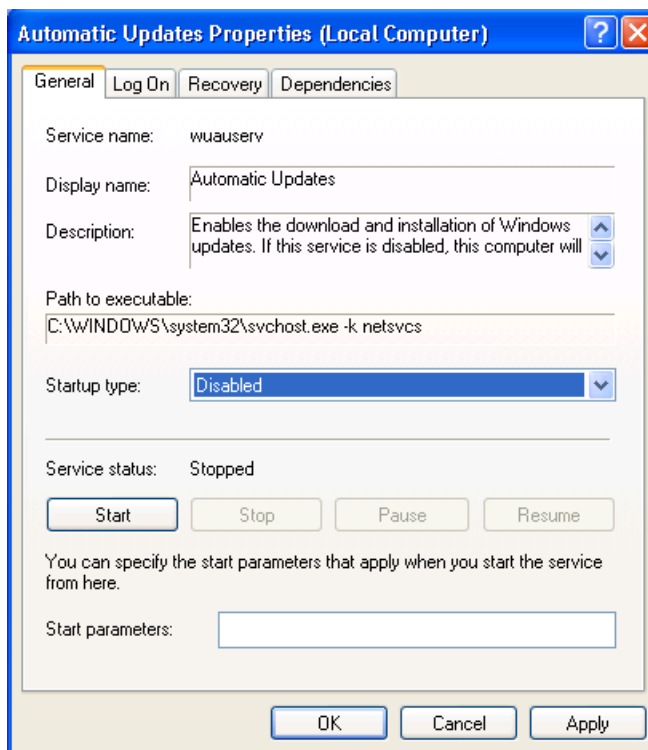 Automatic Updates Properties (Local Computer)
General Log On Recovery Dependencies
Service name: wuauserv
Display name: Automatic Updates
Description: Enables the download and installation of Windows
updates. If this service is disabled, this computer will
Path to executable:
C:\WINDOWS\system32\svchost.exe -k netsvcs
Startup type: Disabled
Service status: Stopped
Start Stop Pause Resume
You can specify the start parameters that apply when you start the service
from here.
Start parameters:
OK Cancel Apply